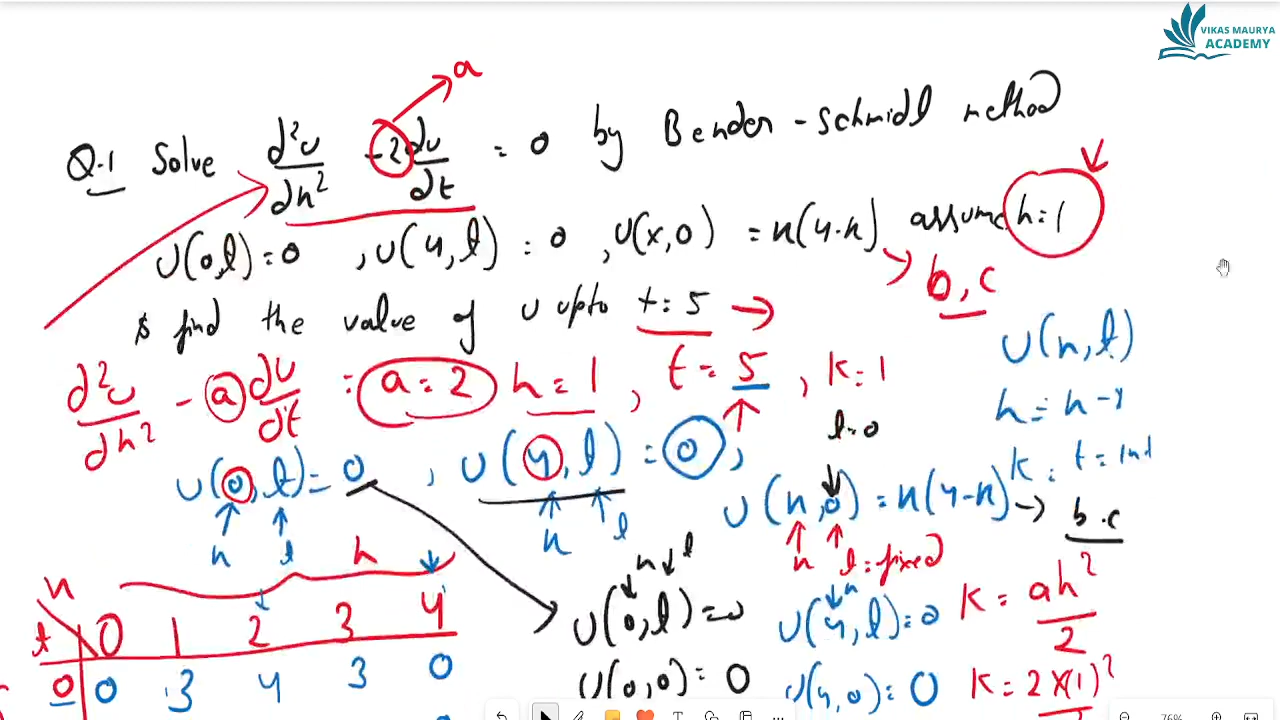 VIKAS MAURYA
ACADEMY
a
Q.1 Solve d²u/dx² - 2 du/dt = 0 by Bender - schmidt method
U(0,t)=0 , U(4,t) = 0 , U(x,0) = x(4-x) assume h=1
b, c
& find the value of u upto t = 5 →
U(x,t)
d²u/dx² - a du/dt = a = 2 h = 1 , t = 5 , k = 1
h = x - 4
t=0
k : t = int
u(0,t) = 0 , U(4,t) = 0 ,
U(x,0) = x(4-x) → b.c
x t x t
x t = fixed
h
x t
K = ah²/2
x
t 0 1 2 3 4
U(0,t) = 0 U(4,t) = 0
0 0 3 4 3 0
U(0,0) = 0 U(4,0) = 0
K = 2×(1)²
76%